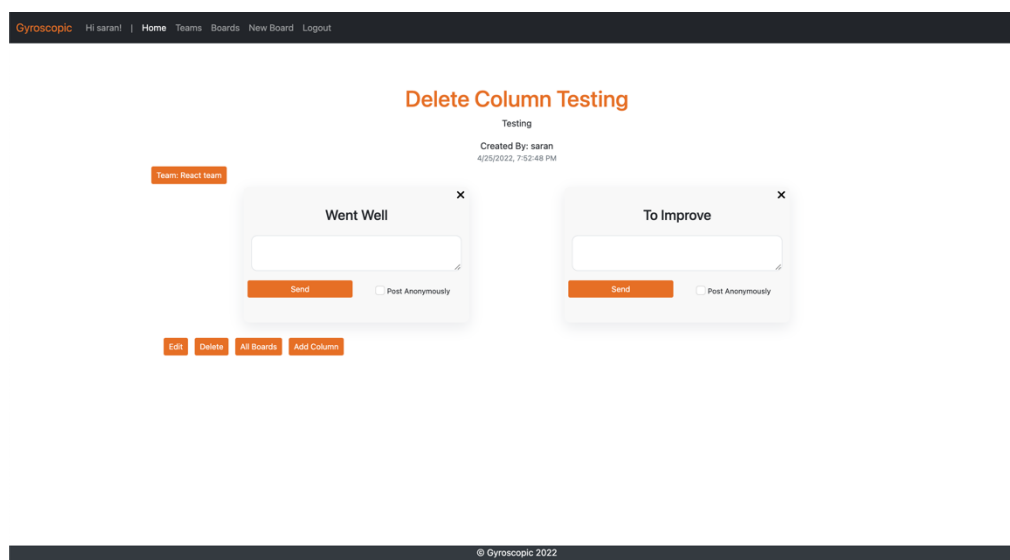 Gyroscopic Hi saran! | Home Teams Boards New Board Logout
Delete Column Testing
Testing
Created By: saran
4/25/2022, 7:52:48 PM
Team: React team
Went Well
Send Post Anonymously
To Improve
Send Post Anonymously
Edit Delete All Boards Add Column
© Gyroscopic 2022